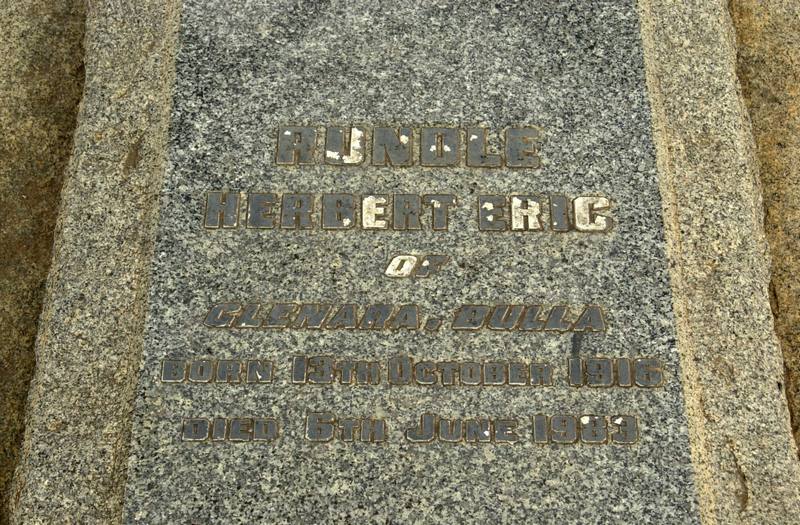 RUNDLE
HERBERT ERIC
OF
GLENARA, BULLA
BORN 13TH OCTOBER 1916
DIED 6TH JUNE 1983